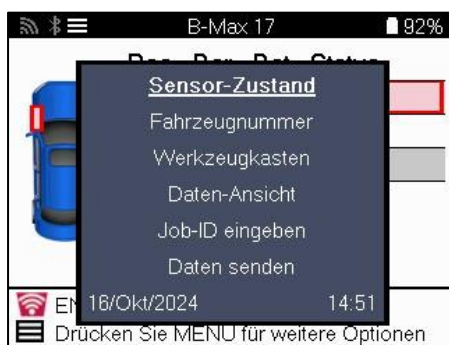 B-Max 17 92%
Sensor-Zustand
Fahrzeugnummer
Werkzeugkasten
Daten-Ansicht
Job-ID eingeben
Daten senden
16/Okt/2024 14:51
Drücken Sie MENU für weitere Optionen